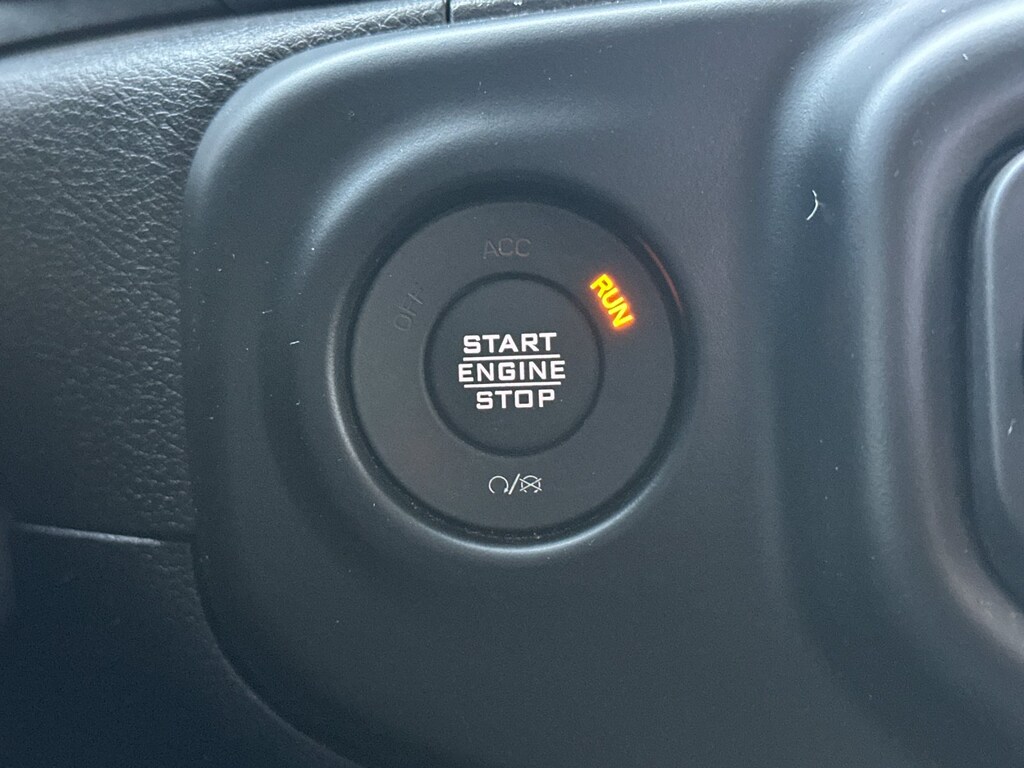 ACC
OFF
RUN
START
ENGINE
STOP